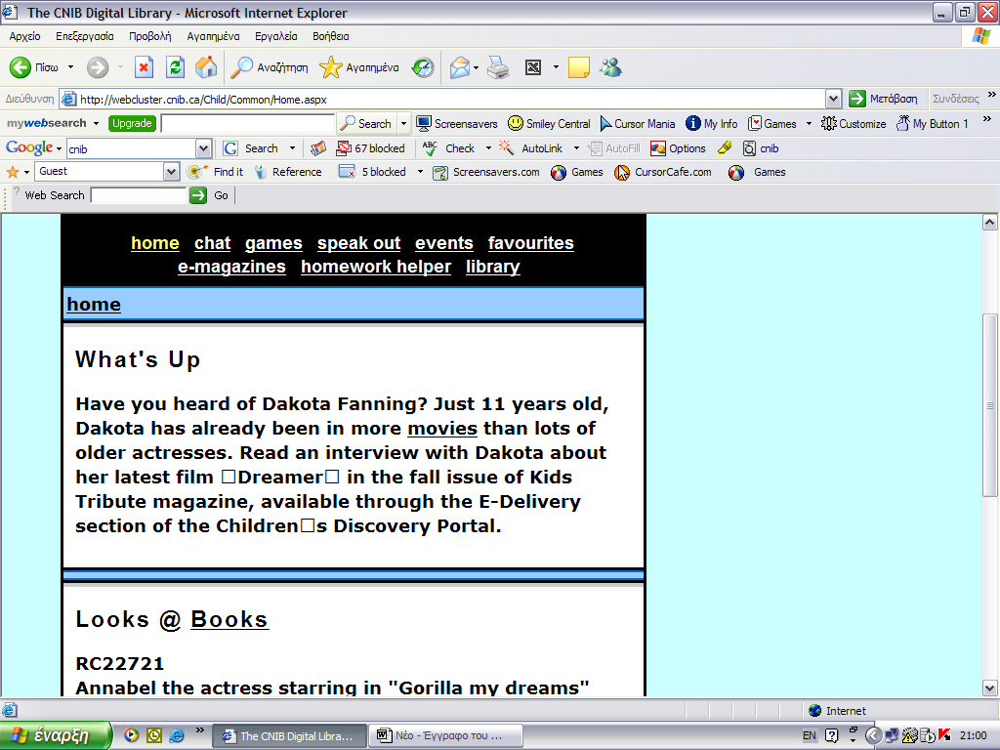 The CNIB Digital Library - Microsoft Internet Explorer
Αρχείο Επεξεργασία Προβολή Αγαπημένα Εργαλεία Βοήθεια
Πίσω Αναζήτηση Αγαπημένα
Διεύθυνση http://webcluster.cnib.ca/Child/Common/Home.aspx Μετάβαση Συνδέσεις »
mywebsearch Upgrade Search Screensavers Smiley Central Cursor Mania My Info Games Customize My Button 1 »
Google cnib G Search 67 blocked ABC Check AutoLink AutoFill Options cnib
Guest Find it Reference 5 blocked Screensavers.com Games CursorCafe.com Games
? Web Search Go
home chat games speak out events favourites
e-magazines homework helper library
home
What's Up
Have you heard of Dakota Fanning? Just 11 years old,
Dakota has already been in more movies than lots of
older actresses. Read an interview with Dakota about
her latest film □Dreamer□ in the fall issue of Kids
Tribute magazine, available through the E-Delivery
section of the Children□s Discovery Portal.
Looks @ Books
RC22721
Annabel the actress starring in "Gorilla my dreams"
Internet
έναρξη » The CNIB Digital Libra... Νέο - Έγγραφο του ... EN 21:00